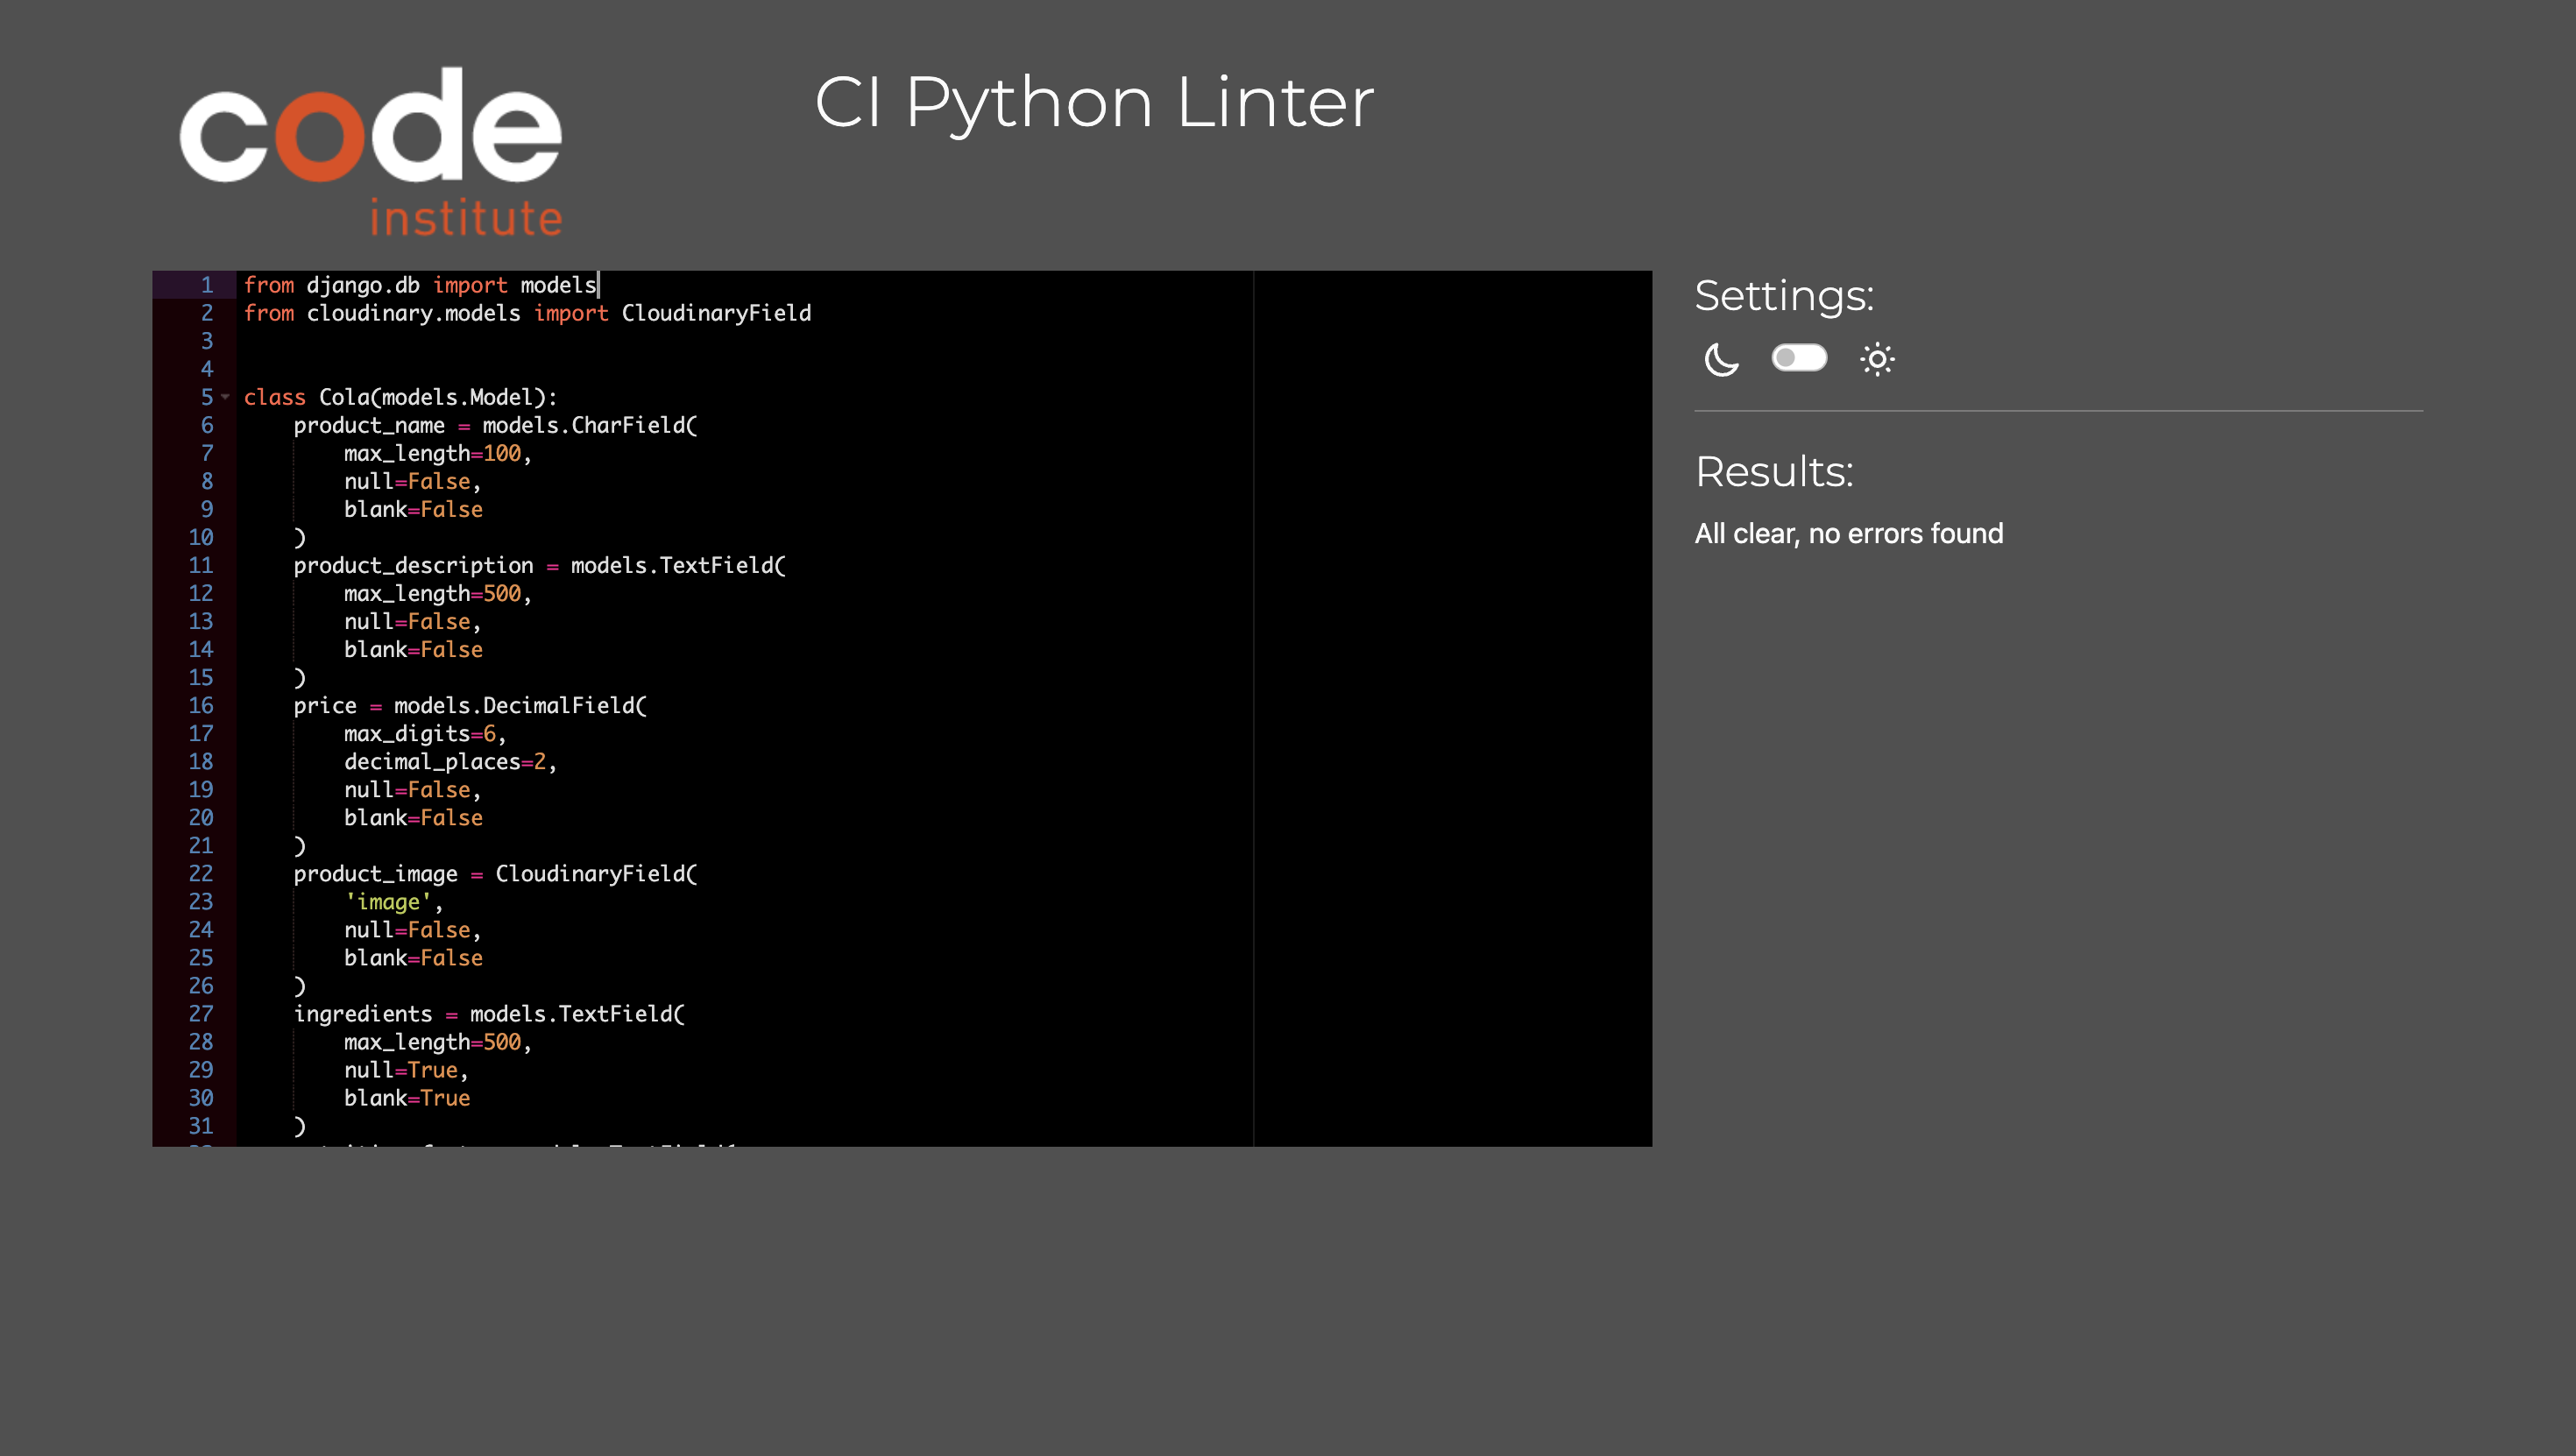 code
institute
CI Python Linter
1 from django.db import models
2 from cloudinary.models import CloudinaryField
3
4
5 class Cola(models.Model):
6     product_name = models.CharField(
7         max_length=100,
8         null=False,
9         blank=False
10     )
11     product_description = models.TextField(
12         max_length=500,
13         null=False,
14         blank=False
15     )
16     price = models.DecimalField(
17         max_digits=6,
18         decimal_places=2,
19         null=False,
20         blank=False
21     )
22     product_image = CloudinaryField(
23         'image',
24         null=False,
25         blank=False
26     )
27     ingredients = models.TextField(
28         max_length=500,
29         null=True,
30         blank=True
31     )
Settings:
Results:
All clear, no errors found